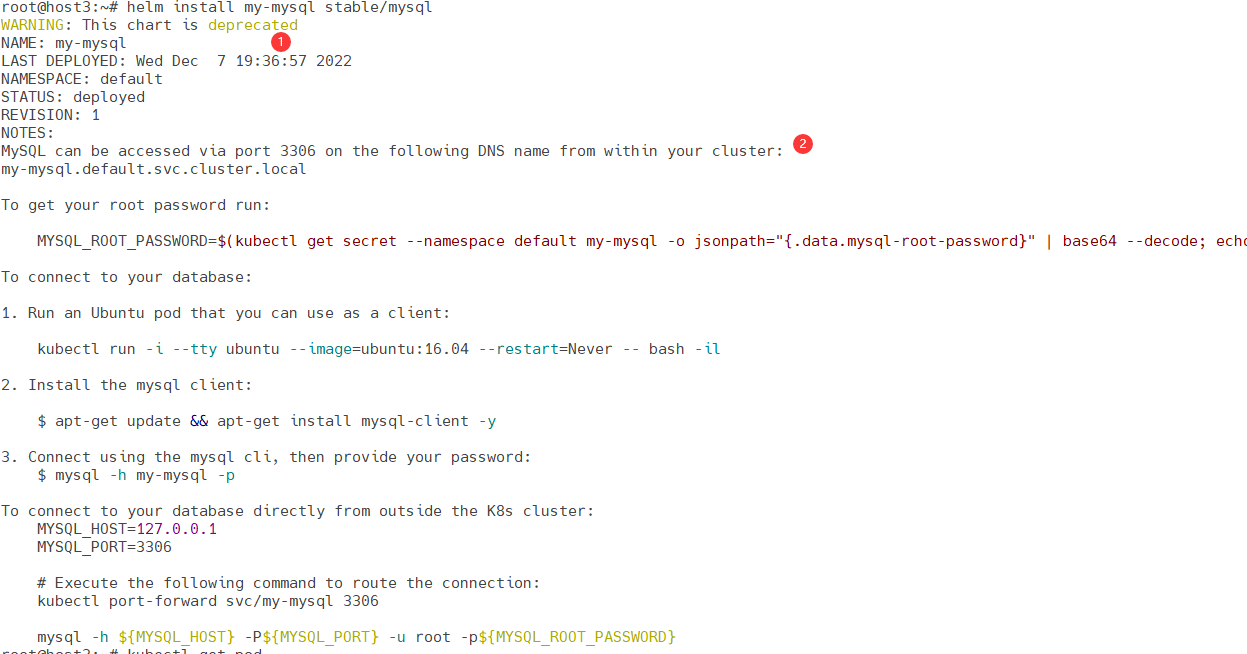 root@host3:~# helm install my-mysql stable/mysql
WARNING: This chart is deprecated
NAME: my-mysql
1
LAST DEPLOYED: Wed Dec  7 19:36:57 2022
NAMESPACE: default
STATUS: deployed
REVISION: 1
NOTES:
MySQL can be accessed via port 3306 on the following DNS name from within your cluster:
2
my-mysql.default.svc.cluster.local

To get your root password run:

    MYSQL_ROOT_PASSWORD=$(kubectl get secret --namespace default my-mysql -o jsonpath="{.data.mysql-root-password}" | base64 --decode; echo

To connect to your database:

1. Run an Ubuntu pod that you can use as a client:

    kubectl run -i --tty ubuntu --image=ubuntu:16.04 --restart=Never -- bash -il

2. Install the mysql client:

    $ apt-get update && apt-get install mysql-client -y

3. Connect using the mysql cli, then provide your password:
    $ mysql -h my-mysql -p

To connect to your database directly from outside the K8s cluster:
    MYSQL_HOST=127.0.0.1
    MYSQL_PORT=3306

    # Execute the following command to route the connection:
    kubectl port-forward svc/my-mysql 3306

    mysql -h ${MYSQL_HOST} -P${MYSQL_PORT} -u root -p${MYSQL_ROOT_PASSWORD}
root@host3:~# kubectl get pod